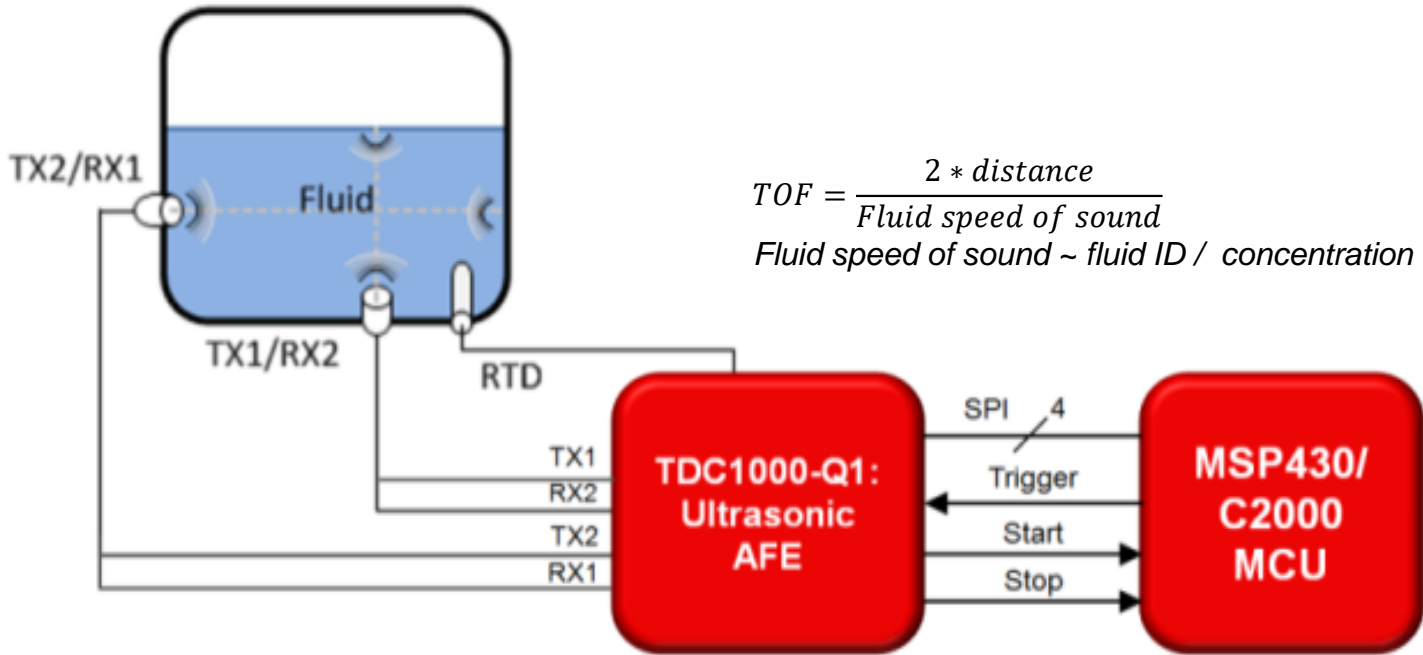 TX2/RX1
Fluid
TOF = 2 * distance / Fluid speed of sound
Fluid speed of sound ~ fluid ID / concentration
TX1/RX2
RTD
TX1
RX2
TX2
RX1
TDC1000-Q1:
Ultrasonic
AFE
SPI 4
Trigger
Start
Stop
MSP430/
C2000
MCU